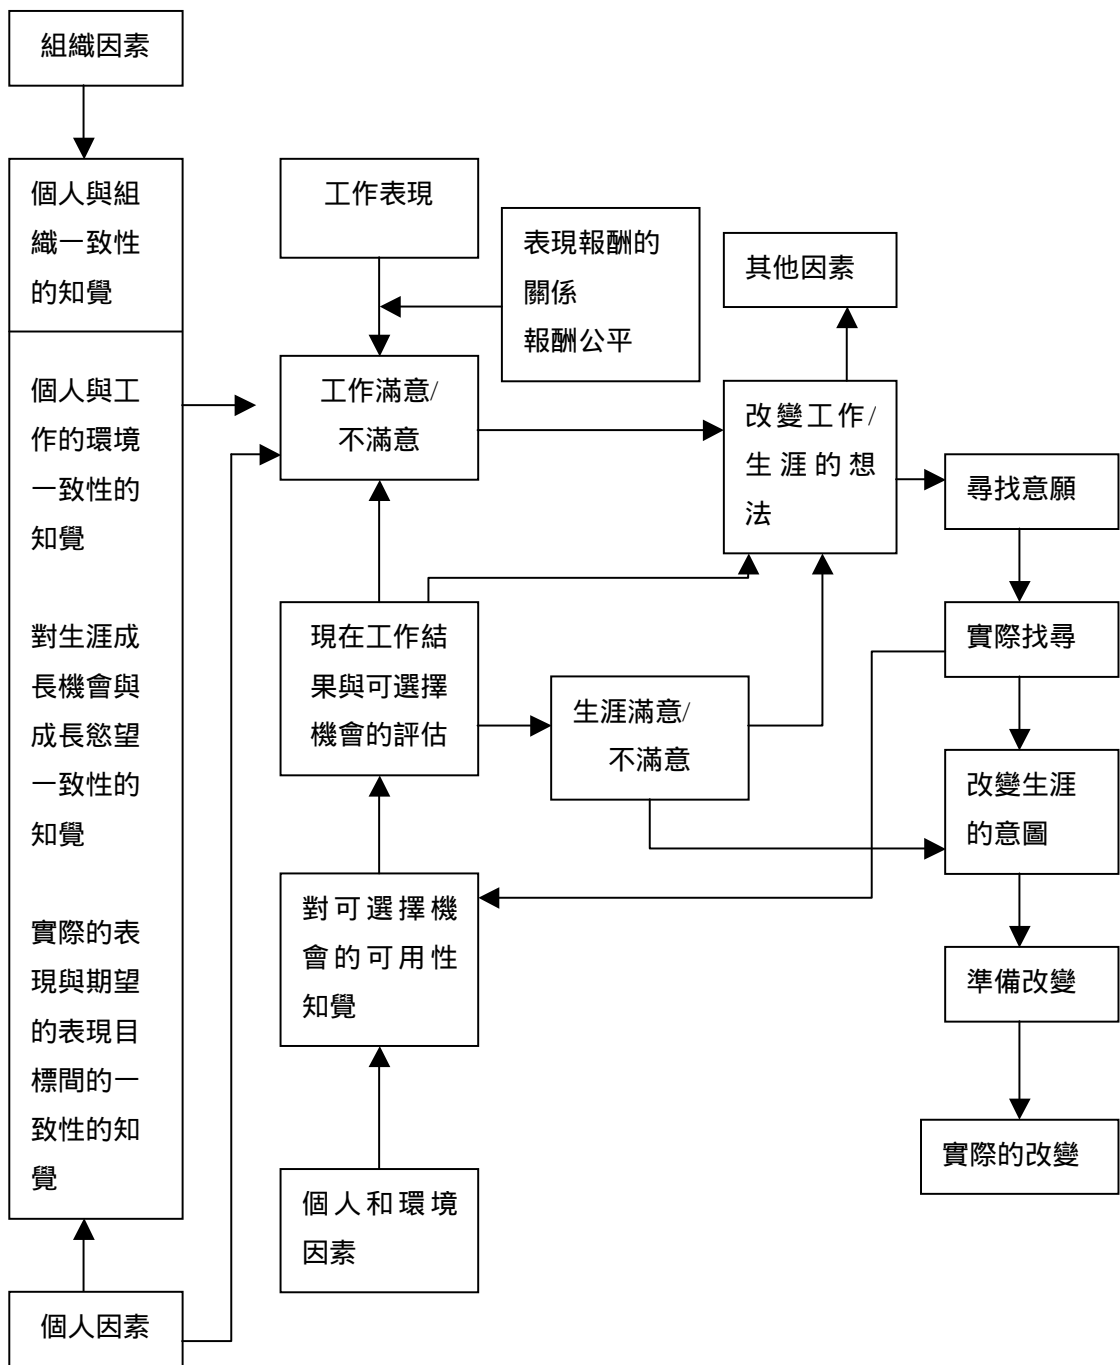 組織因素
個人與組
織一致性
的知覺
個人與工
作的環境
一致性的
知覺
對生涯成
長機會與
成長慾望
一致性的
知覺
實際的表
現與期望
的表現目
標間的一
致性的知
覺
個人因素
工作表現
表現報酬的
關係
報酬公平
工作滿意/
不滿意
現在工作結
果與可選擇
機會的評估
對可選擇機
會的可用性
知覺
個人和環境
因素
生涯滿意/
不滿意
其他因素
改變工作/
生涯的想
法
尋找意願
實際找尋
改變生涯
的意圖
準備改變
實際的改變